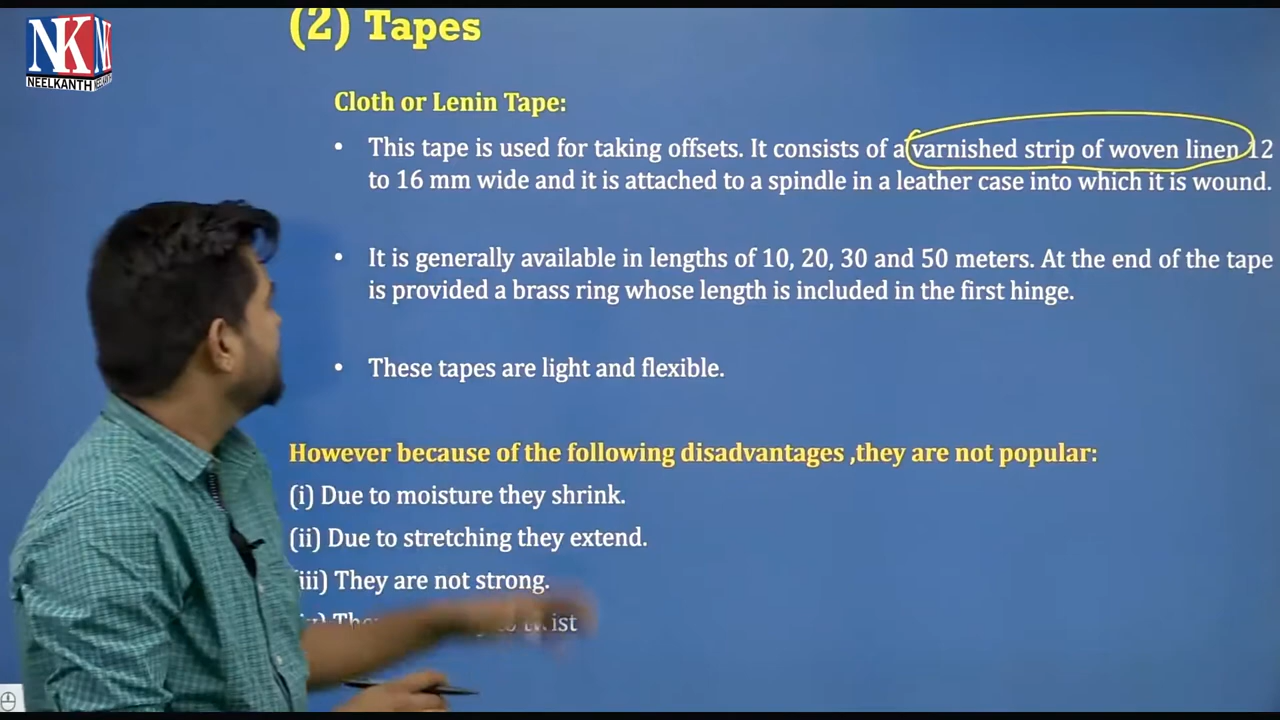 NK N
NEELKANTH
(2) Tapes
Cloth or Lenin Tape:
• This tape is used for taking offsets. It consists of a varnished strip of woven linen 12
to 16 mm wide and it is attached to a spindle in a leather case into which it is wound.
• It is generally available in lengths of 10, 20, 30 and 50 meters. At the end of the tape
is provided a brass ring whose length is included in the first hinge.
• These tapes are light and flexible.
However because of the following disadvantages ,they are not popular:
(i) Due to moisture they shrink.
(ii) Due to stretching they extend.
iii) They are not strong.
to twist